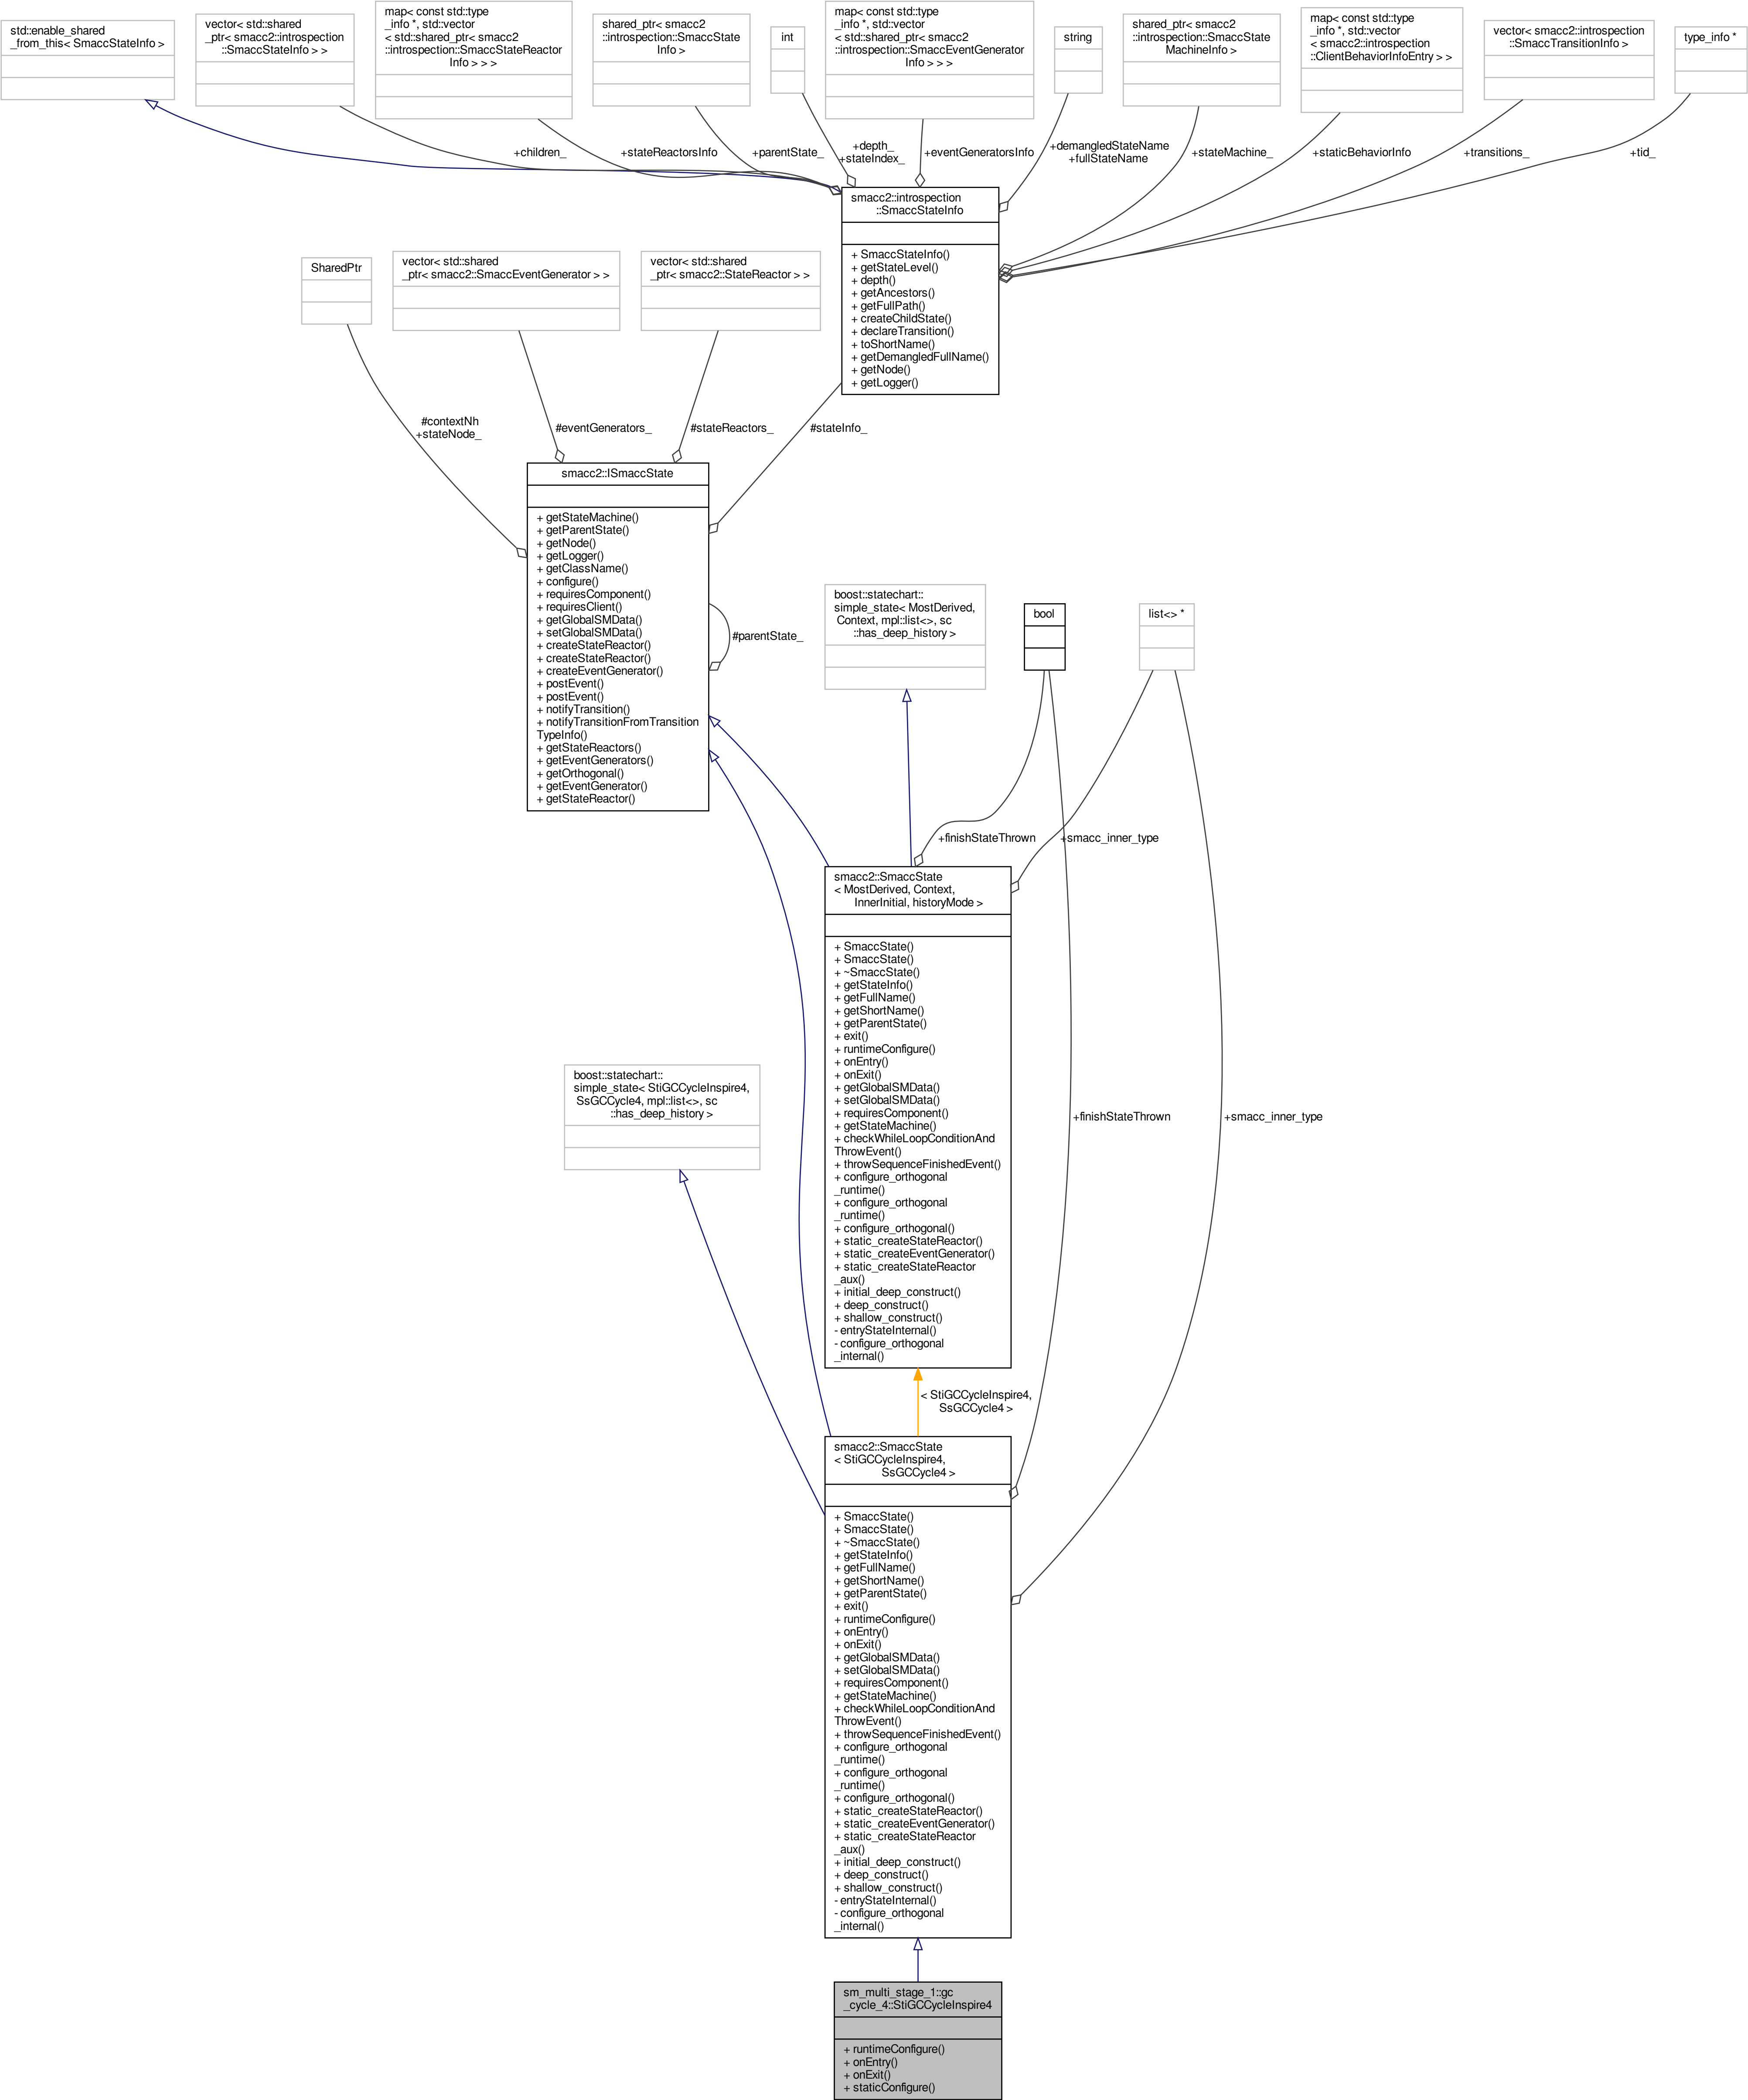 std::enable_shared
_from_this< SmaccStateInfo >
vector< std::shared
_ptr< smacc2::introspection
::SmaccStateInfo > >
map< const std::type
_info *, std::vector
< std::shared_ptr< smacc2
::introspection::SmaccStateReactor
Info > > >
shared_ptr< smacc2
::introspection::SmaccState
Info >
int
map< const std::type
_info *, std::vector
< std::shared_ptr< smacc2
::introspection::SmaccEventGenerator
Info > > >
string
shared_ptr< smacc2
::introspection::SmaccState
MachineInfo >
map< const std::type
_info *, std::vector
< smacc2::introspection
::ClientBehaviorInfoEntry > >
vector< smacc2::introspection
::SmaccTransitionInfo >
type_info *
+children_
+stateReactorsInfo
+parentState_
+depth_
+stateIndex_
+eventGeneratorsInfo
+demangledStateName
+fullStateName
+stateMachine_
+staticBehaviorInfo
+transitions_
+tid_
smacc2::introspection
::SmaccStateInfo
+ SmaccStateInfo()
+ getStateLevel()
+ depth()
+ getAncestors()
+ getFullPath()
+ createChildState()
+ declareTransition()
+ toShortName()
+ getDemangledFullName()
+ getNode()
+ getLogger()
SharedPtr
vector< std::shared
_ptr< smacc2::SmaccEventGenerator > >
vector< std::shared
_ptr< smacc2::StateReactor > >
#contextNh
+stateNode_
#eventGenerators_
#stateReactors_
#stateInfo_
smacc2::ISmaccState
+ getStateMachine()
+ getParentState()
+ getNode()
+ getLogger()
+ getClassName()
+ configure()
+ requiresComponent()
+ requiresClient()
+ getGlobalSMData()
+ setGlobalSMData()
+ createStateReactor()
+ createStateReactor()
+ createEventGenerator()
+ postEvent()
+ postEvent()
+ notifyTransition()
+ notifyTransitionFromTransition
TypeInfo()
+ getStateReactors()
+ getEventGenerators()
+ getOrthogonal()
+ getEventGenerator()
+ getStateReactor()
#parentState_
boost::statechart::
simple_state< MostDerived,
Context, mpl::list<>, sc
::has_deep_history >
bool
list<> *
+finishStateThrown
+smacc_inner_type
smacc2::SmaccState
< MostDerived, Context,
InnerInitial, historyMode >
+ SmaccState()
+ SmaccState()
+ ~SmaccState()
+ getStateInfo()
+ getFullName()
+ getShortName()
+ getParentState()
+ exit()
+ runtimeConfigure()
+ onEntry()
+ onExit()
+ getGlobalSMData()
+ setGlobalSMData()
+ requiresComponent()
+ getStateMachine()
+ checkWhileLoopConditionAnd
ThrowEvent()
+ throwSequenceFinishedEvent()
+ configure_orthogonal
_runtime()
+ configure_orthogonal
_runtime()
+ configure_orthogonal()
+ static_createStateReactor()
+ static_createEventGenerator()
+ static_createStateReactor
_aux()
+ initial_deep_construct()
+ deep_construct()
+ shallow_construct()
- entryStateInternal()
- configure_orthogonal
_internal()
boost::statechart::
simple_state< StiGCCycleInspire4,
SsGCCycle4, mpl::list<>, sc
::has_deep_history >
+finishStateThrown
+smacc_inner_type
< StiGCCycleInspire4,
SsGCCycle4 >
smacc2::SmaccState
< StiGCCycleInspire4,
SsGCCycle4 >
+ SmaccState()
+ SmaccState()
+ ~SmaccState()
+ getStateInfo()
+ getFullName()
+ getShortName()
+ getParentState()
+ exit()
+ runtimeConfigure()
+ onEntry()
+ onExit()
+ getGlobalSMData()
+ setGlobalSMData()
+ requiresComponent()
+ getStateMachine()
+ checkWhileLoopConditionAnd
ThrowEvent()
+ throwSequenceFinishedEvent()
+ configure_orthogonal
_runtime()
+ configure_orthogonal
_runtime()
+ configure_orthogonal()
+ static_createStateReactor()
+ static_createEventGenerator()
+ static_createStateReactor
_aux()
+ initial_deep_construct()
+ deep_construct()
+ shallow_construct()
- entryStateInternal()
- configure_orthogonal
_internal()
sm_multi_stage_1::gc
_cycle_4::StiGCCycleInspire4
+ runtimeConfigure()
+ onEntry()
+ onExit()
+ staticConfigure()